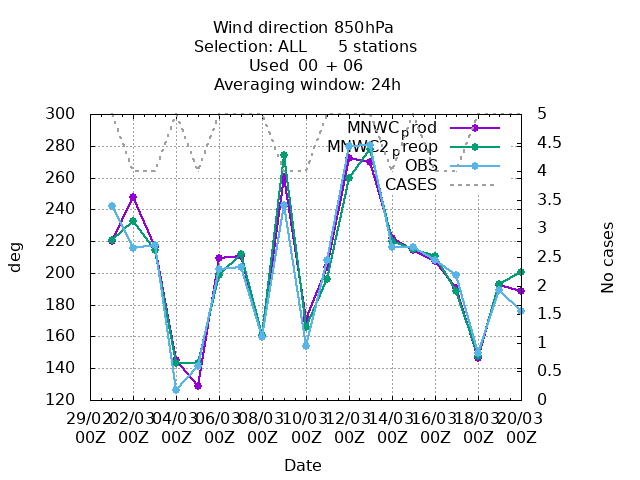 Wind direction 850hPa
Selection: ALL 5 stations
Used 00 + 06
Averaging window: 24h
MNWC_prod
MNWC2_preop
OBS
CASES
300
280
260
240
220
200
180
160
140
120
deg
5
4.5
4
3.5
3
2.5
2
1.5
1
0.5
0
No cases
29/02 02/03 04/03 06/03 08/03 10/03 12/03 14/03 16/03 18/03 20/03
00Z 00Z 00Z 00Z 00Z 00Z 00Z 00Z 00Z 00Z 00Z
Date